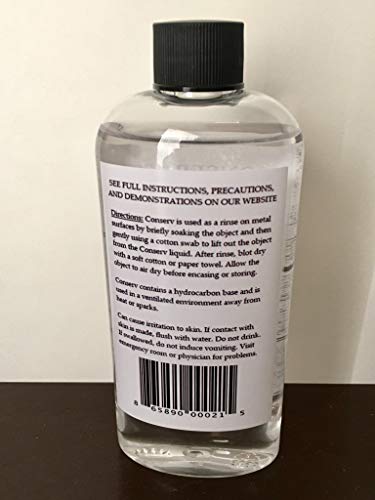 SEE FULL INSTRUCTIONS, PRECAUTIONS,
AND DEMONSTRATIONS ON OUR WEBSITE
Directions: Conserv is used as a rinse on metal
surfaces by briefly soaking the object and then
gently using a cotton swab to lift out the object
from the Conserv liquid. After rinse, blot dry
with a soft cotton or paper towel. Allow the
object to air dry before encasing or storing.
Conserv contains a hydrocarbon base and is
used in a ventilated environment away from
heat or sparks.
Can cause irritation to skin. If contact with
skin is made, flush with water. Do not drink.
If swallowed, do not induce vomiting. Visit
emergency room or physician for problems.
8 65890 00021 5